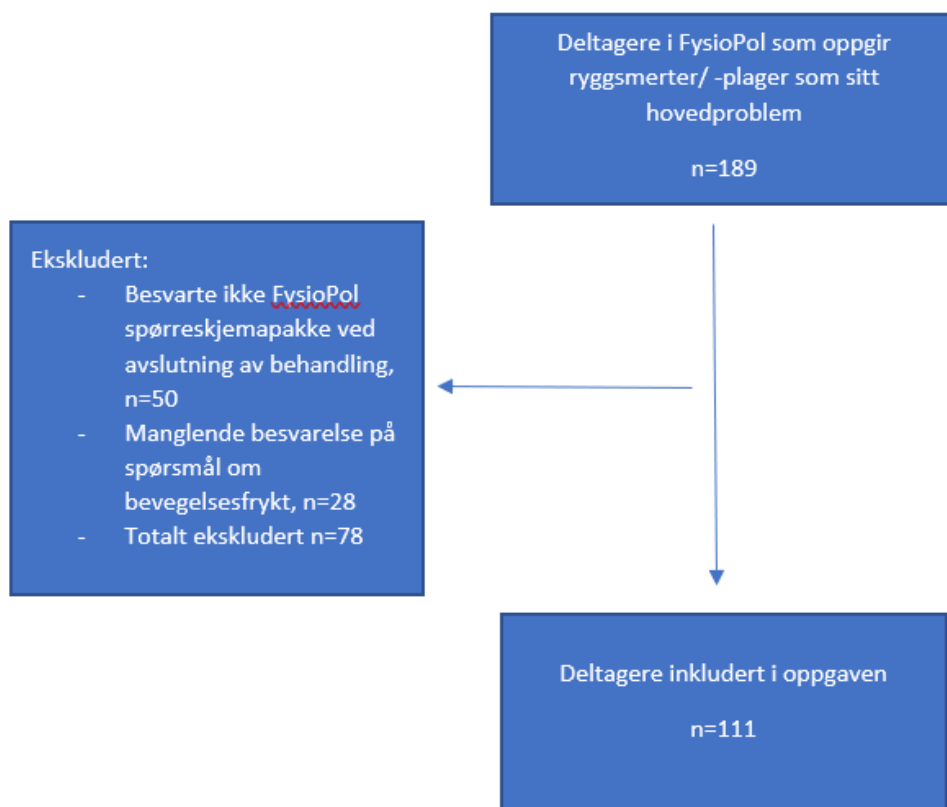 Deltagere i FysioPol som oppgir
ryggsmerter/ -plager som sitt
hovedproblem
n=189
Ekskludert:
- Besvarte ikke FysioPol
spørreskjemapakke ved
avslutning av behandling,
n=50
- Manglende besvarelse på
spørsmål om
bevegelsesfrykt, n=28
- Totalt ekskludert n=78
Deltagere inkludert i oppgaven
n=111